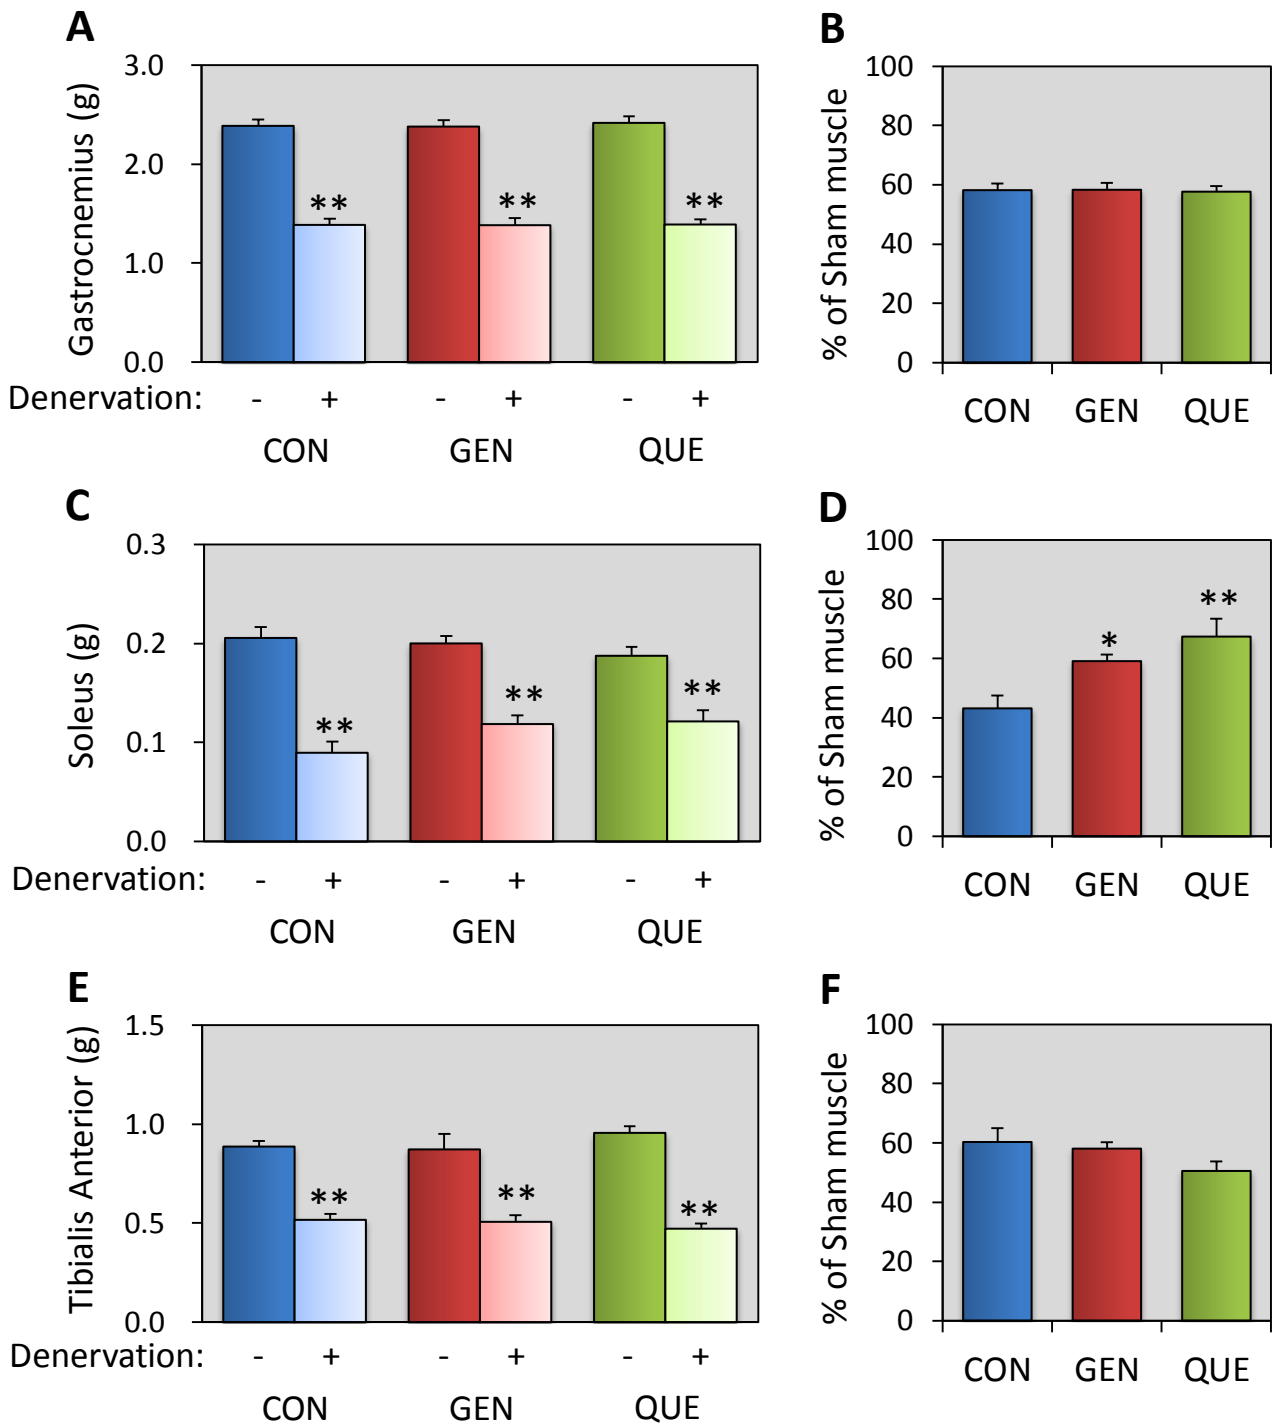 A
Gastrocnemius (g)
3.0
2.0
1.0
0.0
** ** **
Denervation: - + - + - +
CON GEN QUE
B
% of Sham muscle
100
80
60
40
20
0
CON GEN QUE
C
Soleus (g)
0.3
0.2
0.1
0.0
** ** **
Denervation: - + - + - +
CON GEN QUE
D
% of Sham muscle
100
80
60
40
20
0
* **
CON GEN QUE
E
Tibialis Anterior (g)
1.5
1.0
0.5
0.0
** ** **
Denervation: - + - + - +
CON GEN QUE
F
% of Sham muscle
100
80
60
40
20
0
CON GEN QUE